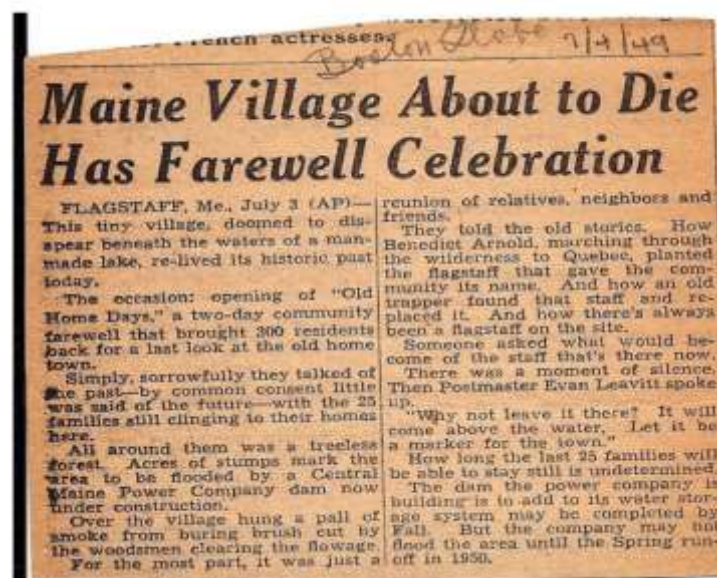 French actresses.
Boston Globe 7/4/49
Maine Village About to Die
Has Farewell Celebration
FLAGSTAFF, Me., July 3 (AP)—
This tiny village, doomed to dis-
apear beneath the waters of a man-
made lake, re-lived its historic past
today.
The occasion: opening of "Old
Home Days," a two-day community
farewell that brought 300 residents
back for a last look at the old home
town.
Simply, sorrowfully they talked of
the past—by common consent little
was said of the future—with the 25
families still clinging to their homes
here.
All around them was a treeless
forest. Acres of stumps mark the
area to be flooded by a Central
Maine Power Company dam now
under construction.
Over the village hung a pall of
smoke from buring brush cut by
the woodsmen clearing the flowage.
For the most part, it was just a
reunion of relatives, neighbors and
friends.
They told the old stories. How
Benedict Arnold, marching through
the wilderness to Quebec, planted
the flagstaff that gave the com-
munity its name. And how an old
trapper found that staff and re-
placed it. And how there's always
been a flagstaff on the site.
Someone asked what would be-
come of the staff that's there now.
There was a moment of silence.
Then Postmaster Evan Leavitt spoke
up.
"Why not leave it there? It will
come above the water. Let it be
a marker for the town."
How long the last 25 families will
be able to stay still is undetermined.
The dam the power company is
building is to add to its water stor-
age system may be completed by
Fall. But the company may not
flood the area until the Spring run-
off in 1950.